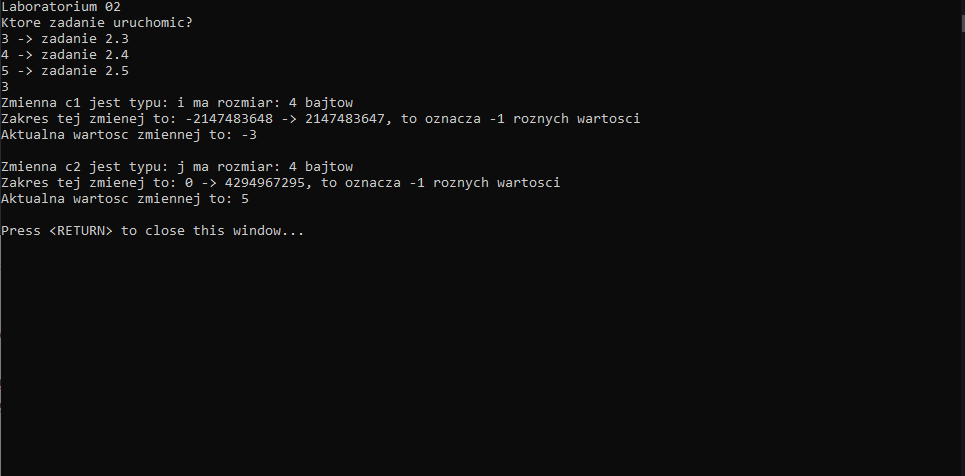 Laboratorium 02
Ktore zadanie uruchomic?
3 -> zadanie 2.3
4 -> zadanie 2.4
5 -> zadanie 2.5
3
Zmienna c1 jest typu: i ma rozmiar: 4 bajtow
Zakres tej zmienej to: -2147483648 -> 2147483647, to oznacza -1 roznych wartosci
Aktualna wartosc zmiennej to: -3
Zmienna c2 jest typu: j ma rozmiar: 4 bajtow
Zakres tej zmienej to: 0 -> 4294967295, to oznacza -1 roznych wartosci
Aktualna wartosc zmiennej to: 5
Press <RETURN> to close this window...